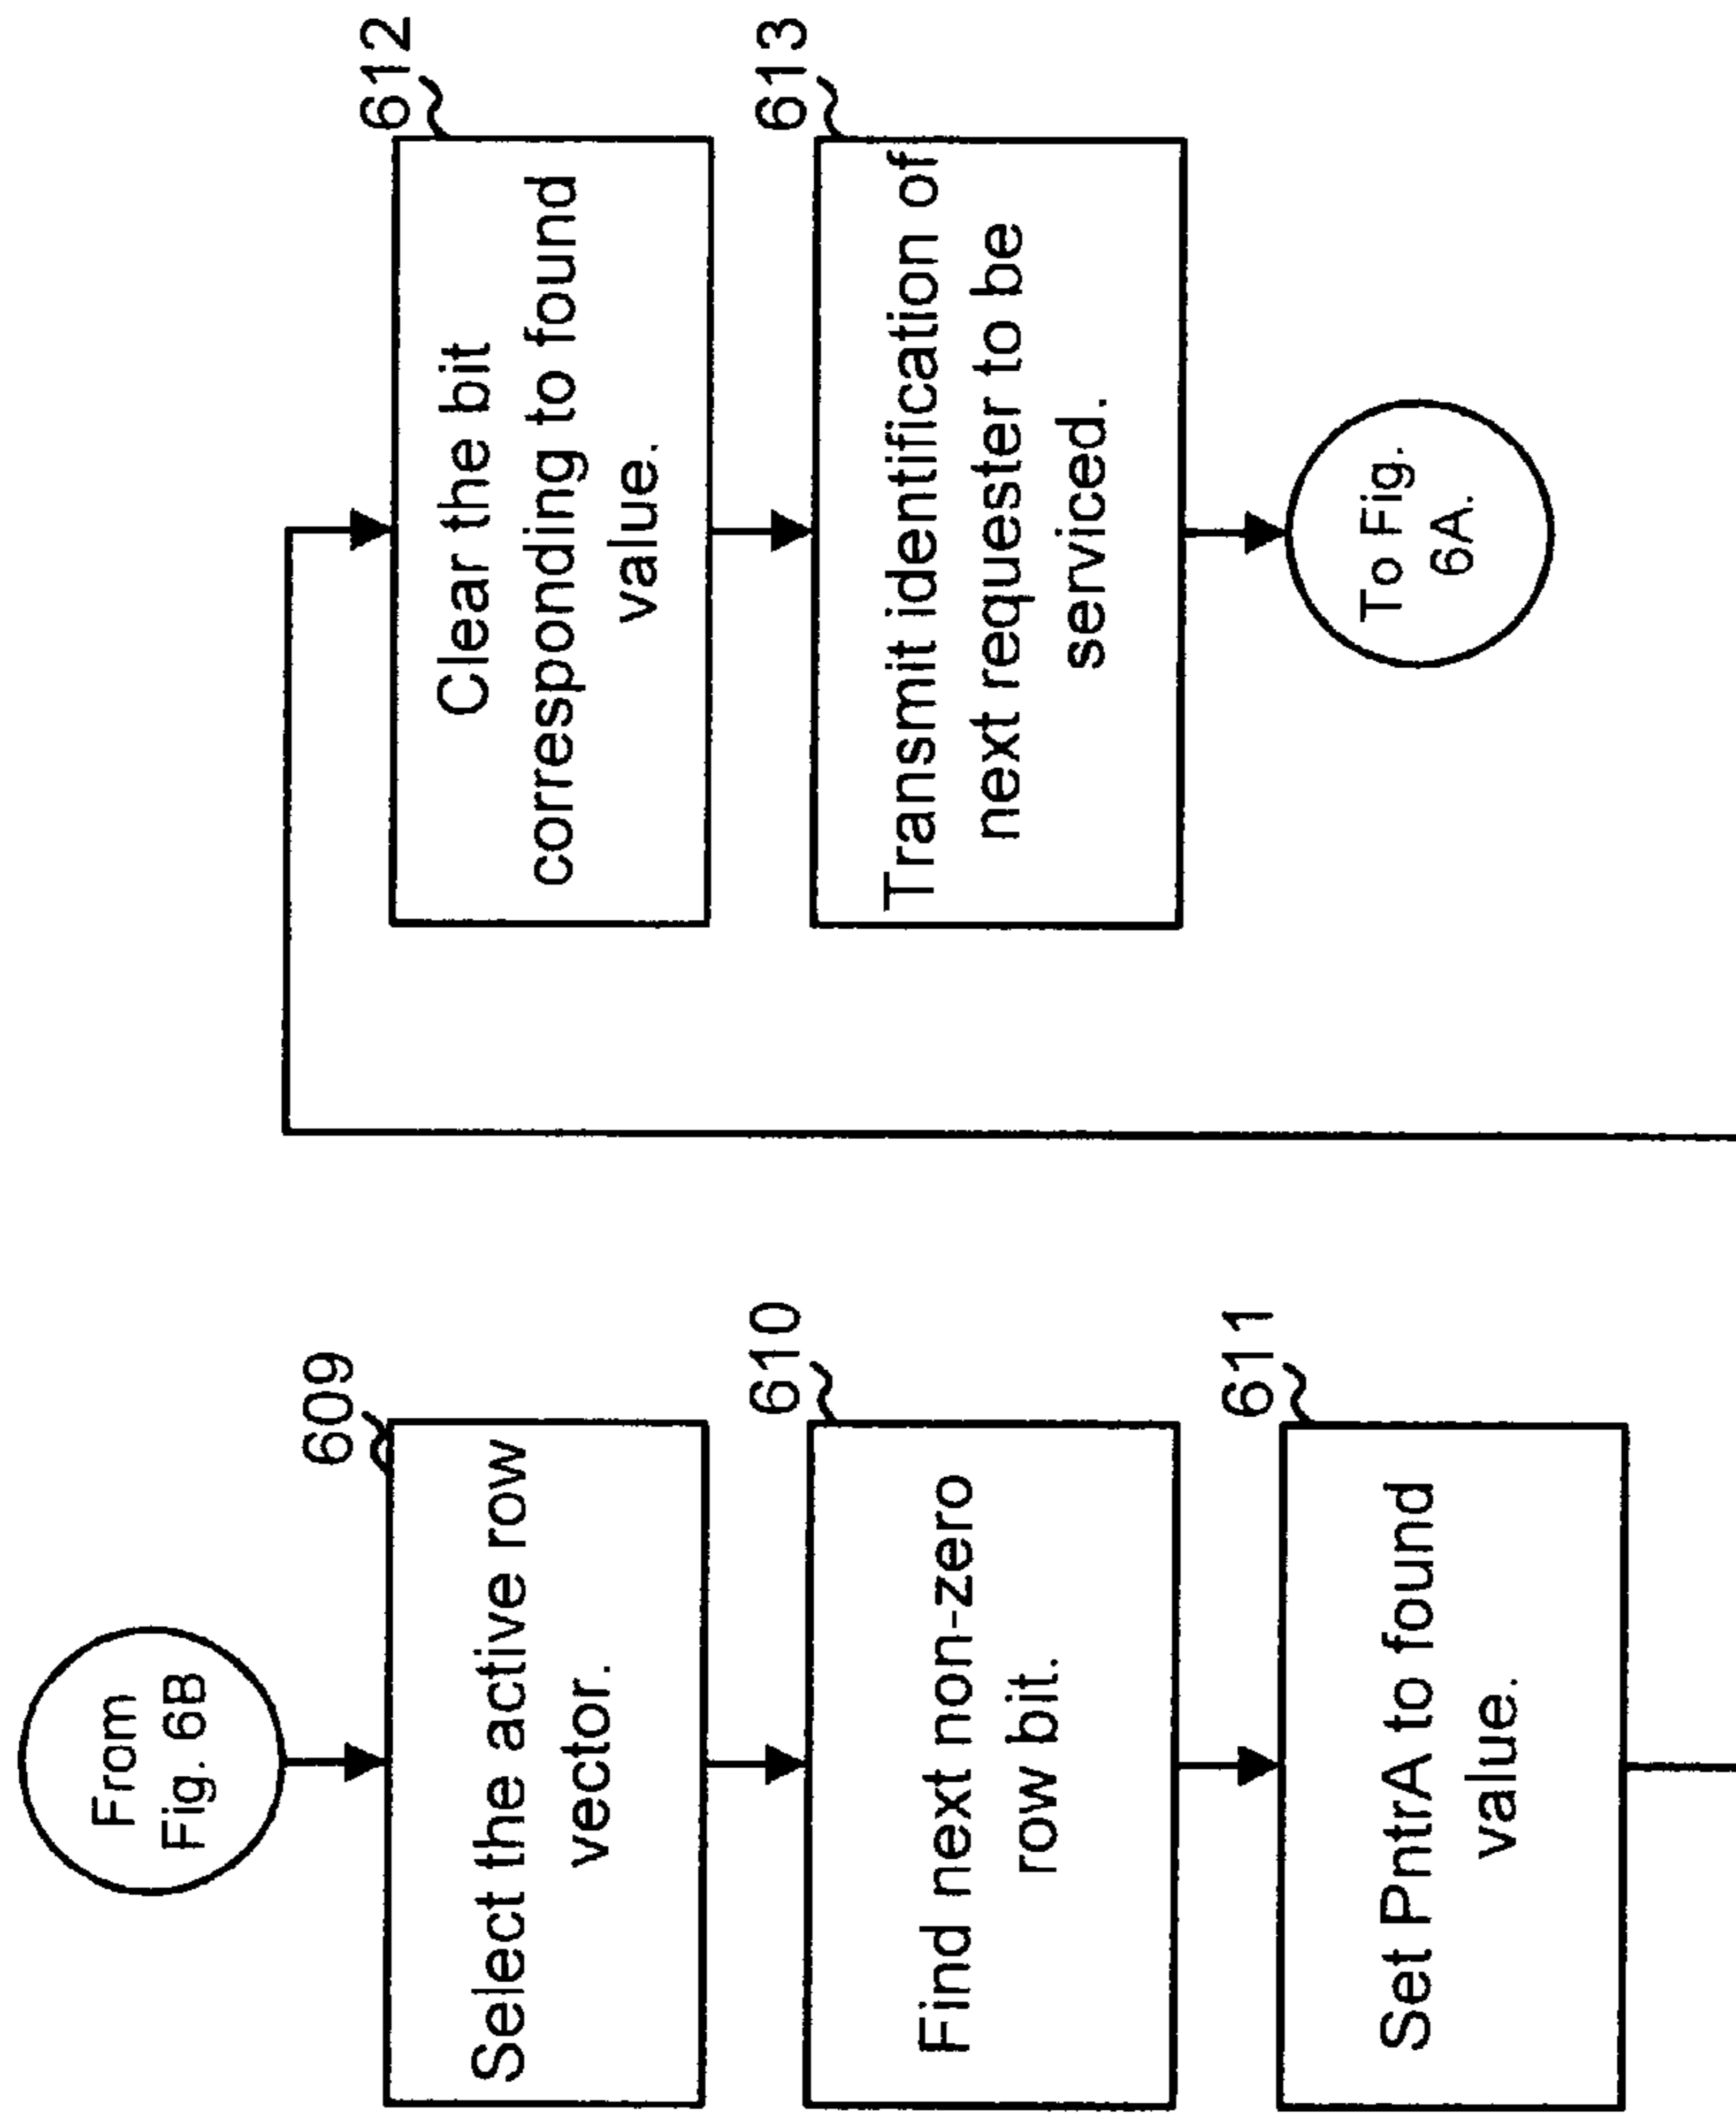 From
Fig. 6B
609
Select the active row
vector.
610
Find next non-zero
row bit.
611
Set PntrA to found
value.
612
Clear the bit
corresponding to found
value.
613
Transmit identification of
next requester to be
serviced.
To Fig.
6A.